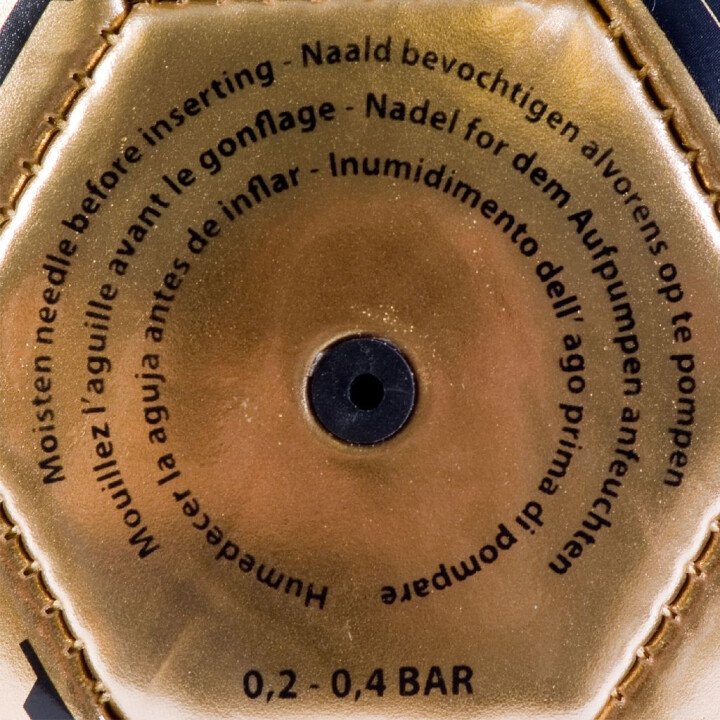 Moisten needle before inserting - Naald bevochtigen alvorens op te pompen
Mouillez l'aguille avant le gonflage - Nadel for dem Aufpumpen anfeuchten
Humedecer la aguja antes de inflar - Inumidimento dell' ago prima di pompare
0,2 - 0,4 BAR